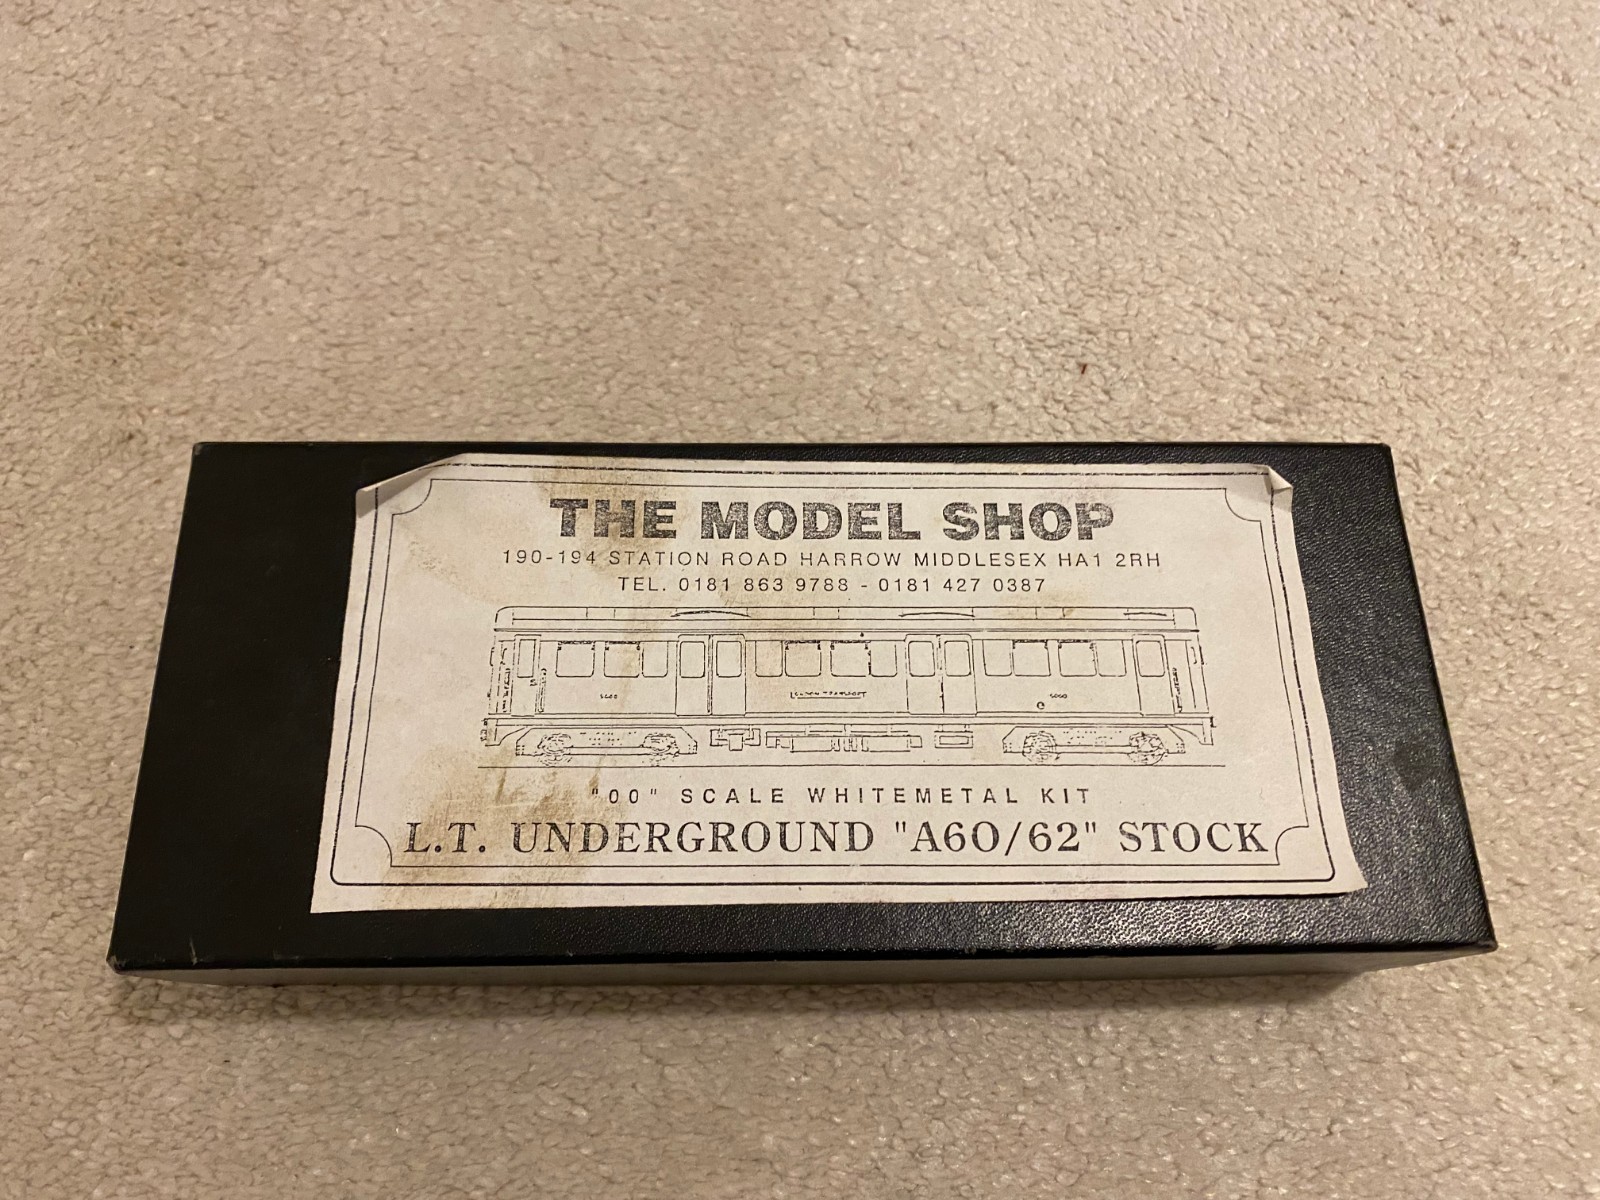 THE MODEL SHOP
190-194 STATION ROAD HARROW MIDDLESEX HA1 2RH
TEL. 0181 863 9788 - 0181 427 0387
5000
"00" SCALE WHITEMETAL KIT
L.T. UNDERGROUND "A60/62" STOCK